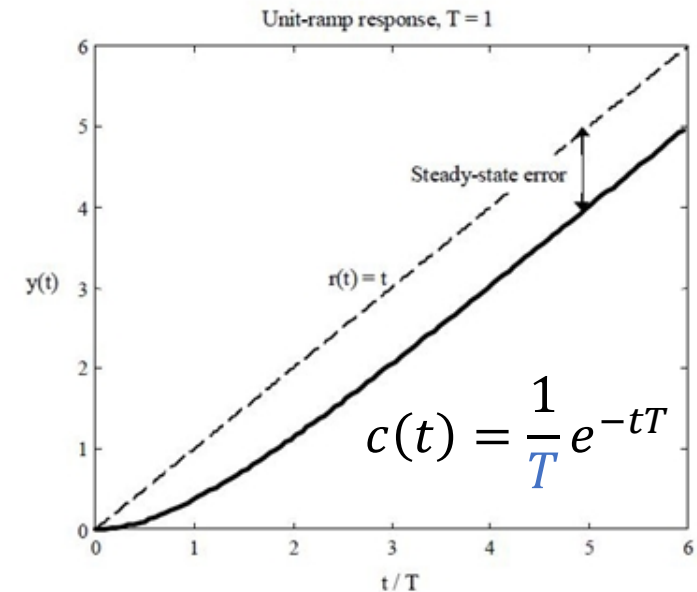 Unit-ramp response, T = 1
6
5
Steady-state error
4
y(t)
3
r(t) = t
2
1
c(t) = \frac{1}{T} e^{-tT}
0
0 1 2 3 4 5 6
t / T